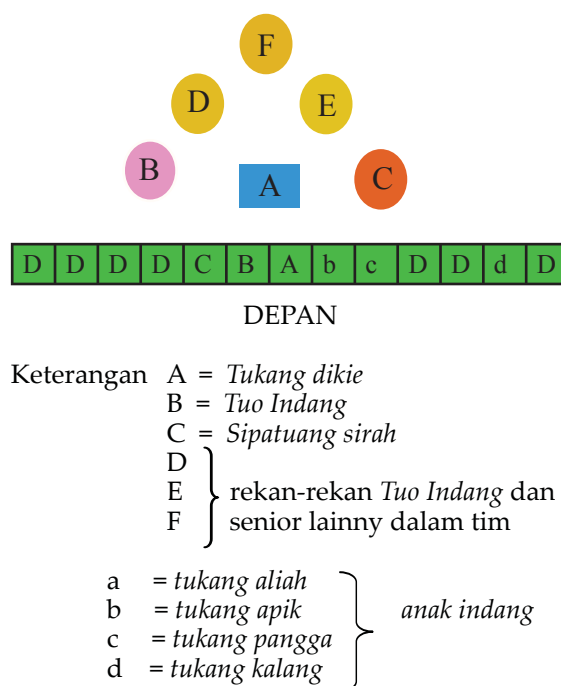 F
D E
B A C
D D D D C B A b c D D d D
DEPAN
Keterangan A = Tukang dikie
B = Tuo Indang
C = Sipatuang sirah
D
E rekan-rekan Tuo Indang dan
F senior lainny dalam tim
a = tukang aliah
b = tukang apik anak indang
c = tukang pangga
d = tukang kalang